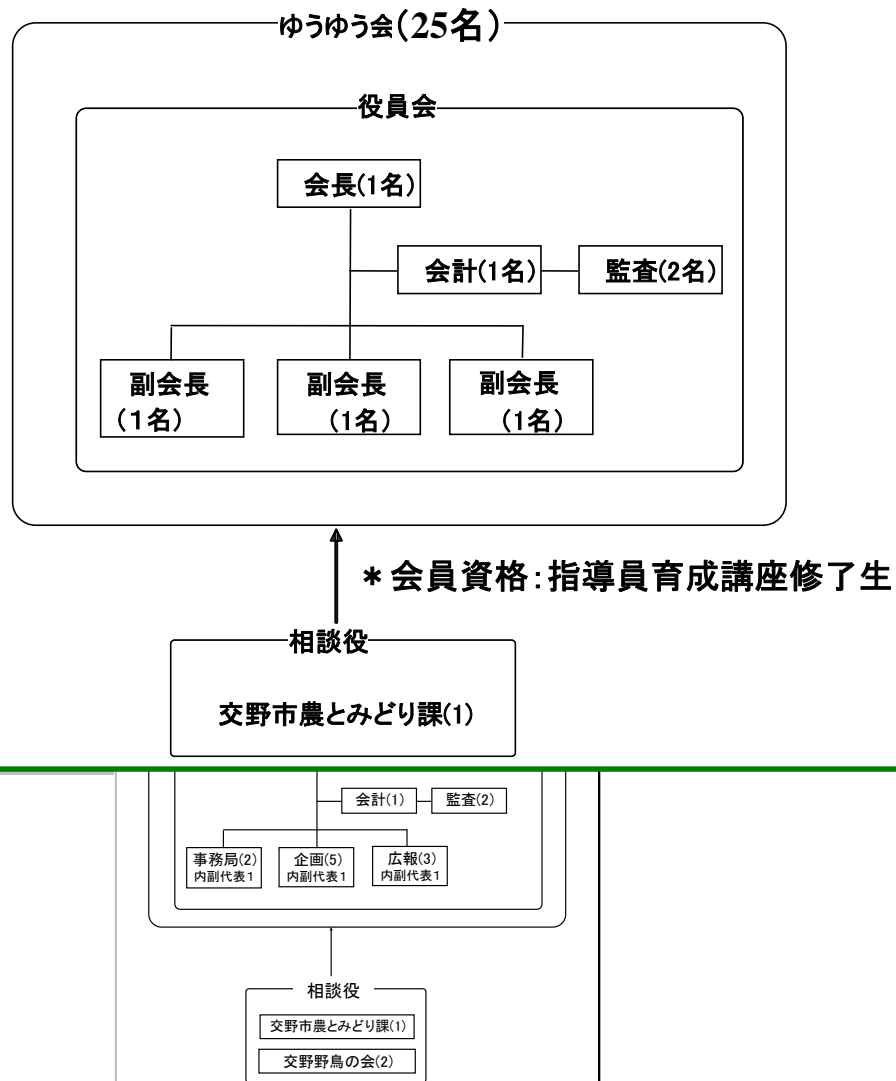 ゆうゆう会(25名)
役員会
会長(1名)
会計(1名)
監査(2名)
副会長
(１名)
副会長
(1名)
副会長
(1名)
＊会員資格：指導員育成講座修了生
相談役
交野市農とみどり課(1)
会計(1)
監査(2)
事務局(2)
内副代表１
企画(5)
内副代表１
広報(3)
内副代表１
相談役
交野市農とみどり課(1)
交野野鳥の会(2)